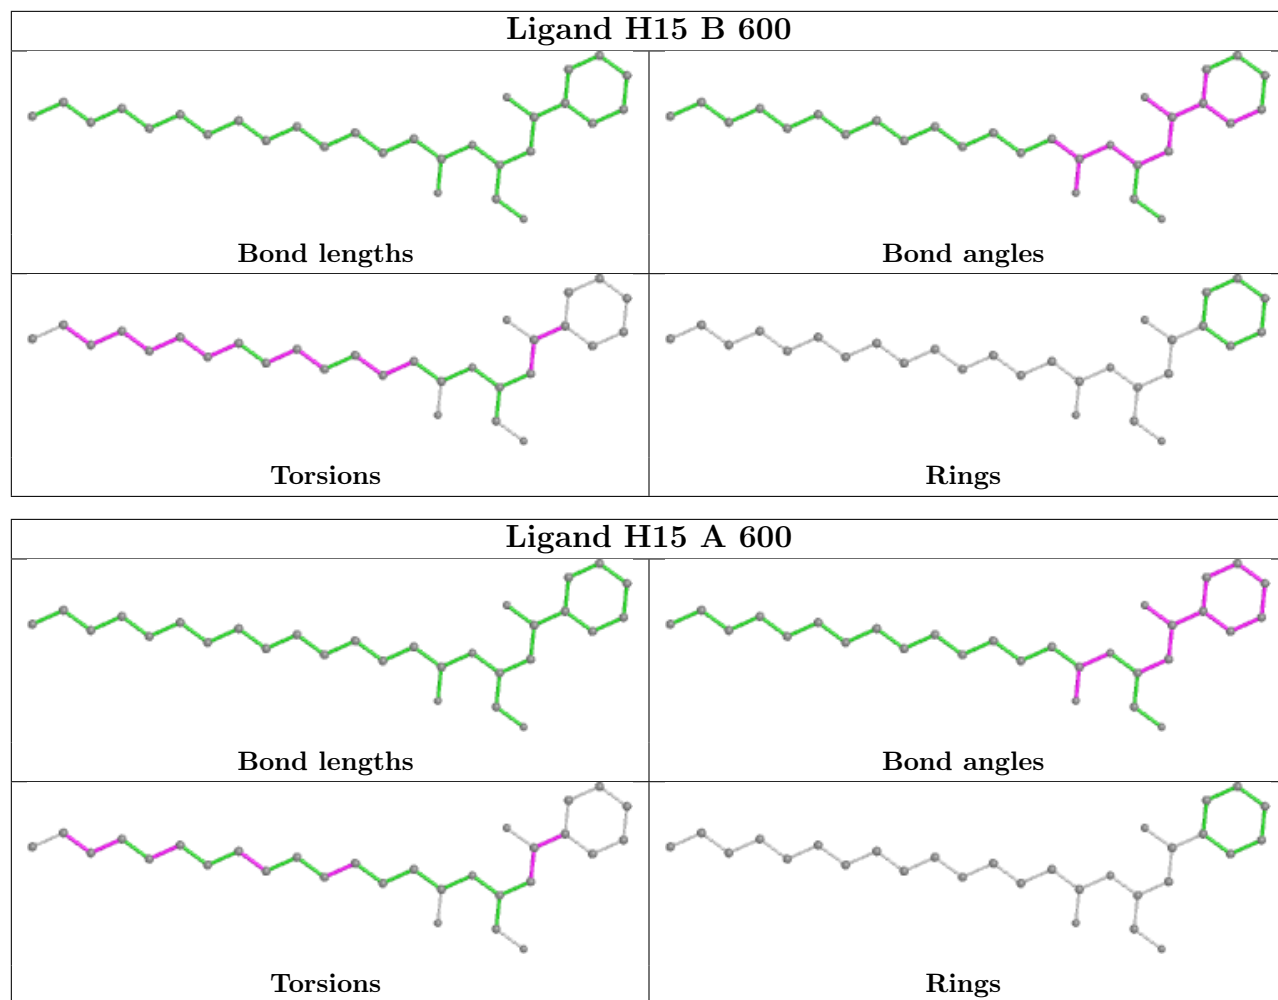 Ligand H15 B 600
Bond lengths
Bond angles
Torsions
Rings
Ligand H15 A 600
Bond lengths
Bond angles
Torsions
Rings